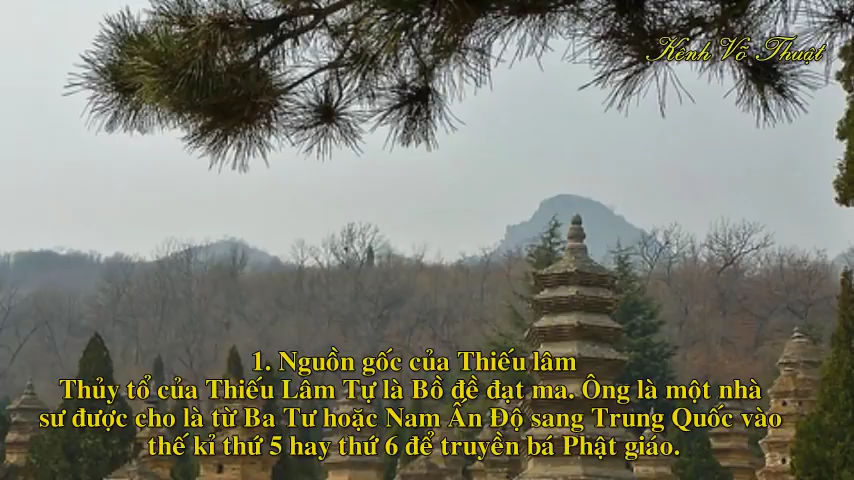 Kênh Võ Thuật
1. Nguồn gốc của Thiếu lâm
Thủy tổ của Thiếu Lâm Tự là Bồ đề đạt ma. Ông là một nhà
sư được cho là từ Ba Tư hoặc Nam Ấn Độ sang Trung Quốc vào
thế kỉ thứ 5 hay thứ 6 để truyền bá Phật giáo.